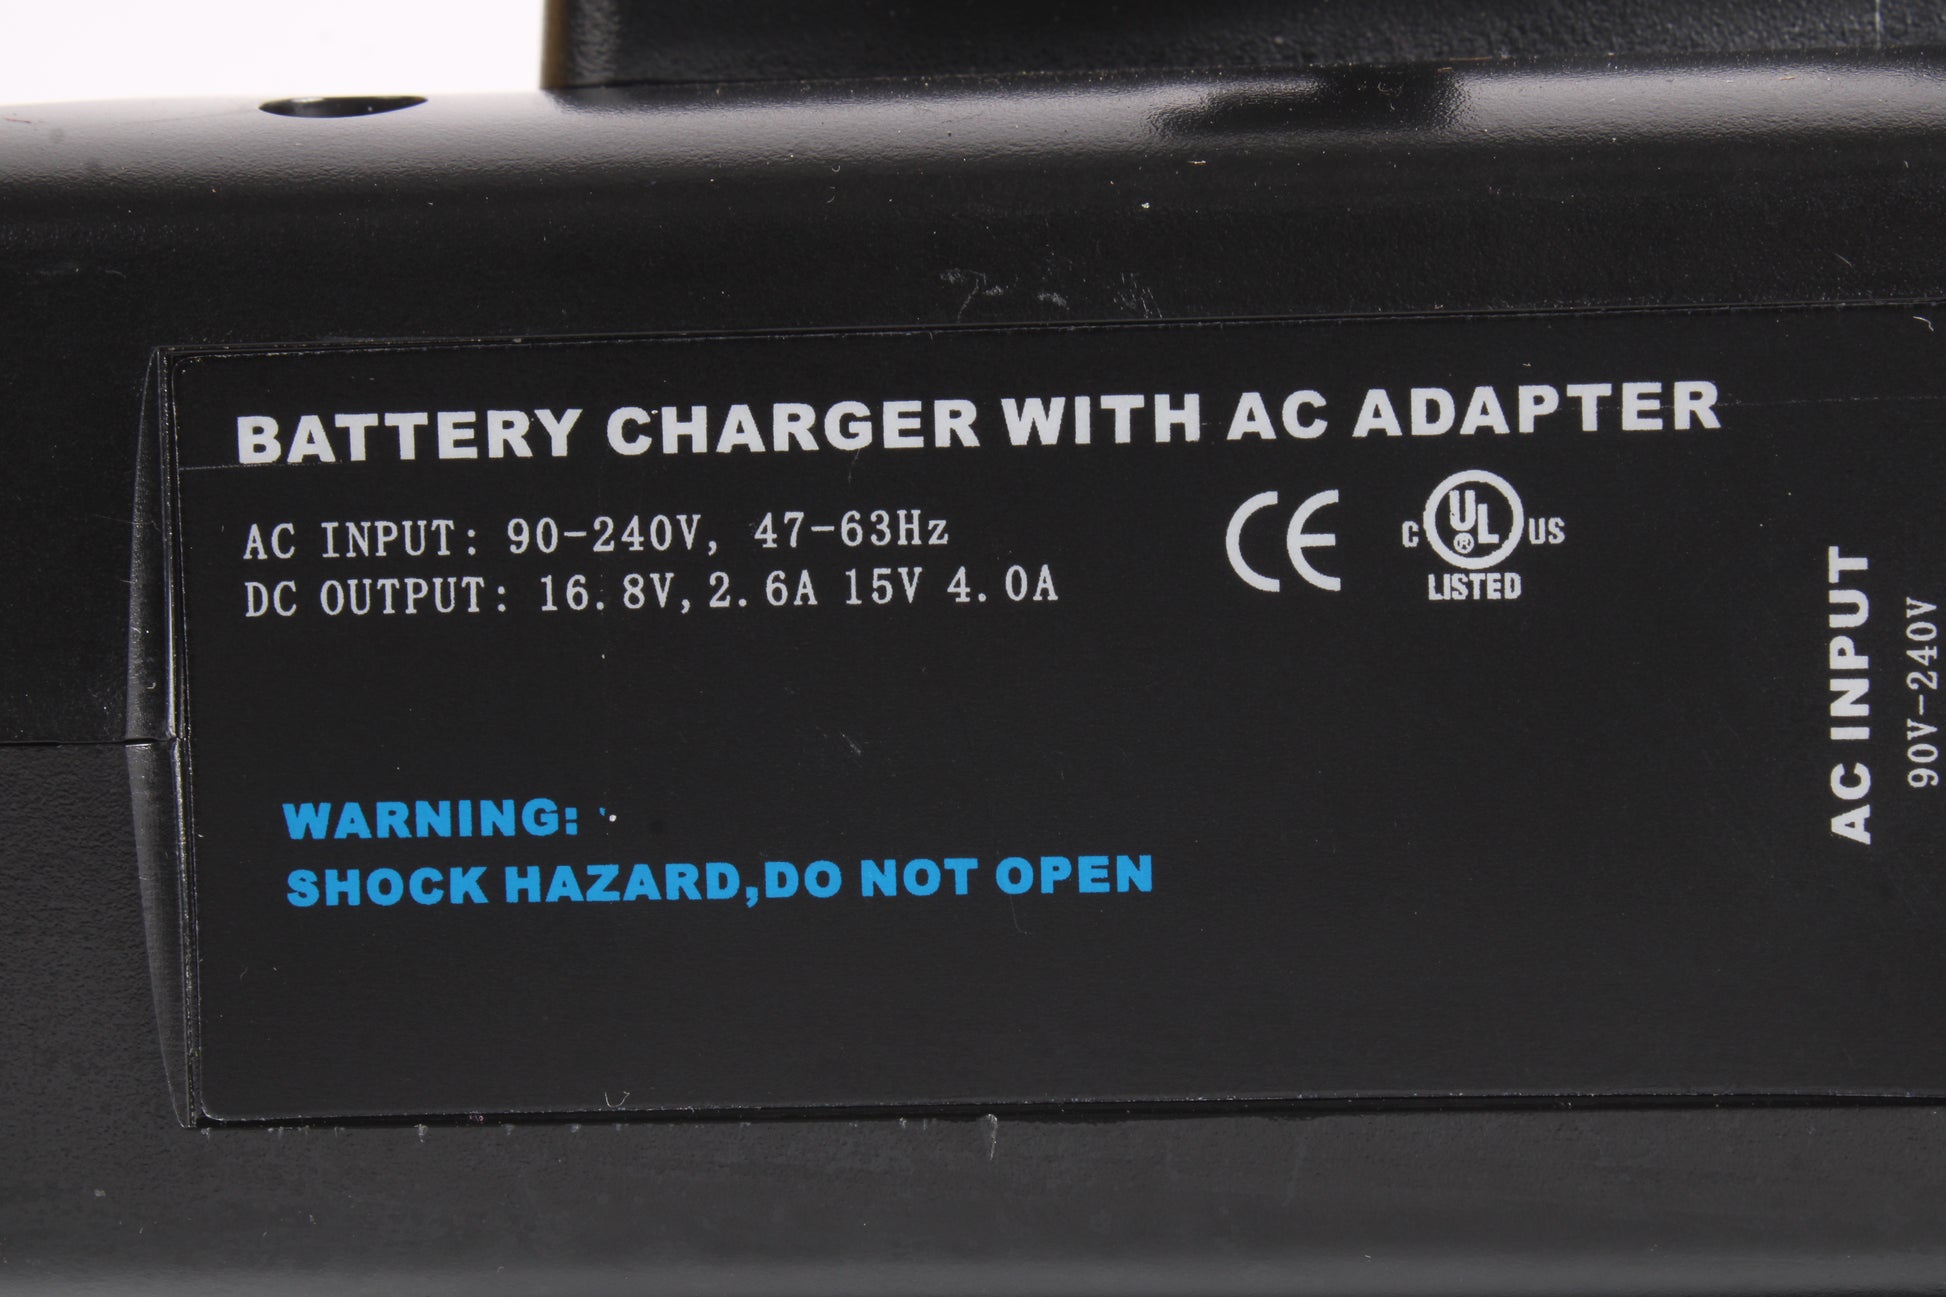 BATTERY CHARGER WITH AC ADAPTER
AC INPUT: 90-240V, 47-63Hz
DC OUTPUT: 16.8V,2.6A 15V 4.0A
CE
C UL® US
LISTED
WARNING:
SHOCK HAZARD,DO NOT OPEN
AC INPUT
90V-240V